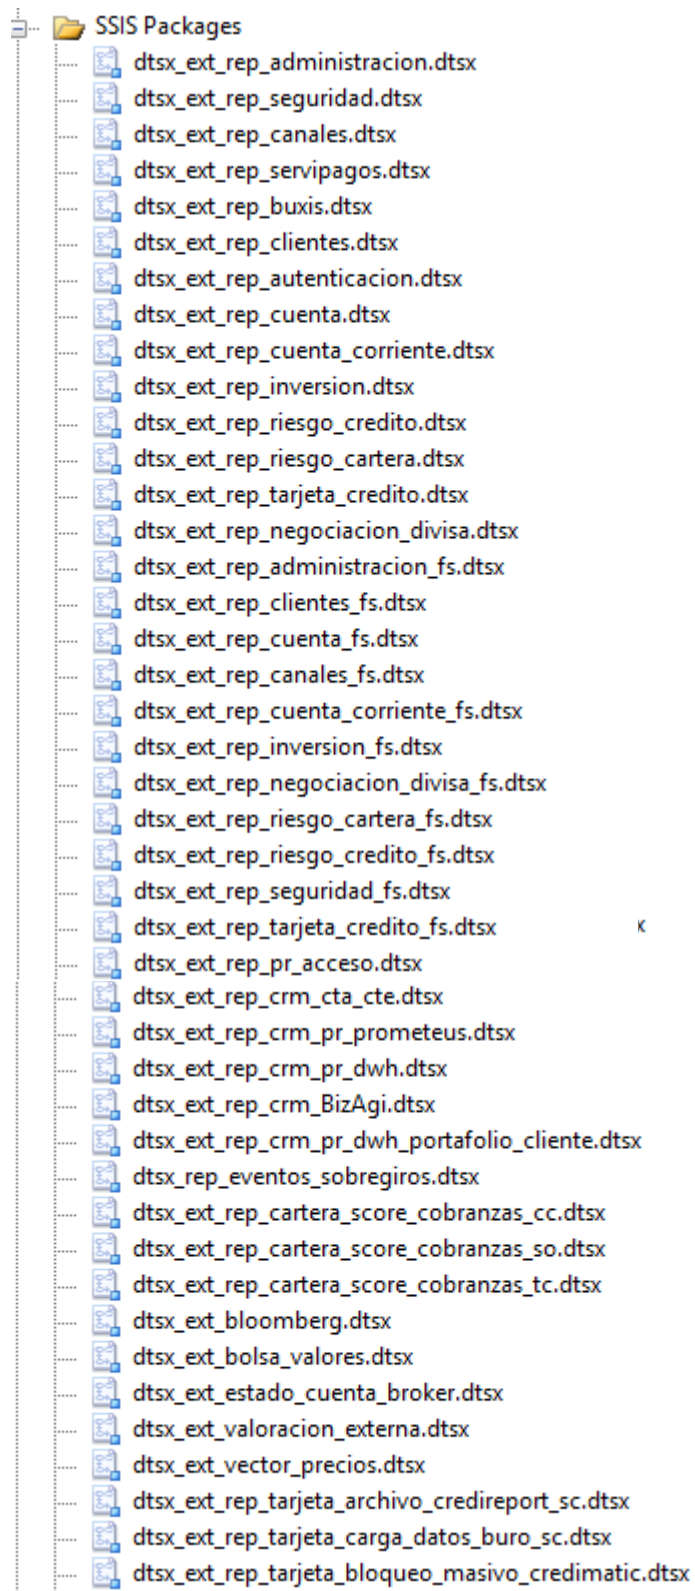 SSIS Packages
dtsx_ext_rep_administracion.dtsx
dtsx_ext_rep_seguridad.dtsx
dtsx_ext_rep_canales.dtsx
dtsx_ext_rep_servipagos.dtsx
dtsx_ext_rep_buxis.dtsx
dtsx_ext_rep_clientes.dtsx
dtsx_ext_rep_autenticacion.dtsx
dtsx_ext_rep_cuenta.dtsx
dtsx_ext_rep_cuenta_corriente.dtsx
dtsx_ext_rep_inversion.dtsx
dtsx_ext_rep_riesgo_credito.dtsx
dtsx_ext_rep_riesgo_cartera.dtsx
dtsx_ext_rep_tarjeta_credito.dtsx
dtsx_ext_rep_negociacion_divisa.dtsx
dtsx_ext_rep_administracion_fs.dtsx
dtsx_ext_rep_clientes_fs.dtsx
dtsx_ext_rep_cuenta_fs.dtsx
dtsx_ext_rep_canales_fs.dtsx
dtsx_ext_rep_cuenta_corriente_fs.dtsx
dtsx_ext_rep_inversion_fs.dtsx
dtsx_ext_rep_negociacion_divisa_fs.dtsx
dtsx_ext_rep_riesgo_cartera_fs.dtsx
dtsx_ext_rep_riesgo_credito_fs.dtsx
dtsx_ext_rep_seguridad_fs.dtsx
dtsx_ext_rep_tarjeta_credito_fs.dtsx x
dtsx_ext_rep_pr_acceso.dtsx
dtsx_ext_rep_crm_cta_cte.dtsx
dtsx_ext_rep_crm_pr_prometeus.dtsx
dtsx_ext_rep_crm_pr_dwh.dtsx
dtsx_ext_rep_crm_BizAgi.dtsx
dtsx_ext_rep_crm_pr_dwh_portafolio_cliente.dtsx
dtsx_rep_eventos_sobregiros.dtsx
dtsx_ext_rep_cartera_score_cobranzas_cc.dtsx
dtsx_ext_rep_cartera_score_cobranzas_so.dtsx
dtsx_ext_rep_cartera_score_cobranzas_tc.dtsx
dtsx_ext_bloomberg.dtsx
dtsx_ext_bolsa_valores.dtsx
dtsx_ext_estado_cuenta_broker.dtsx
dtsx_ext_valoracion_externa.dtsx
dtsx_ext_vector_precios.dtsx
dtsx_ext_rep_tarjeta_archivo_credireport_sc.dtsx
dtsx_ext_rep_tarjeta_carga_datos_buro_sc.dtsx
dtsx_ext_rep_tarjeta_bloqueo_masivo_credimatic.dtsx